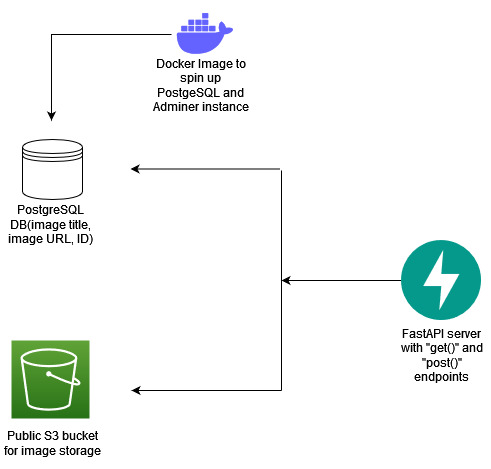 Docker Image to
spin up
PostgeSQL and
Adminer instance
PostgreSQL
DB(image title,
image URL, ID)
FastAPI server
with "get()" and
"post()"
endpoints
Public S3 bucket
for image storage